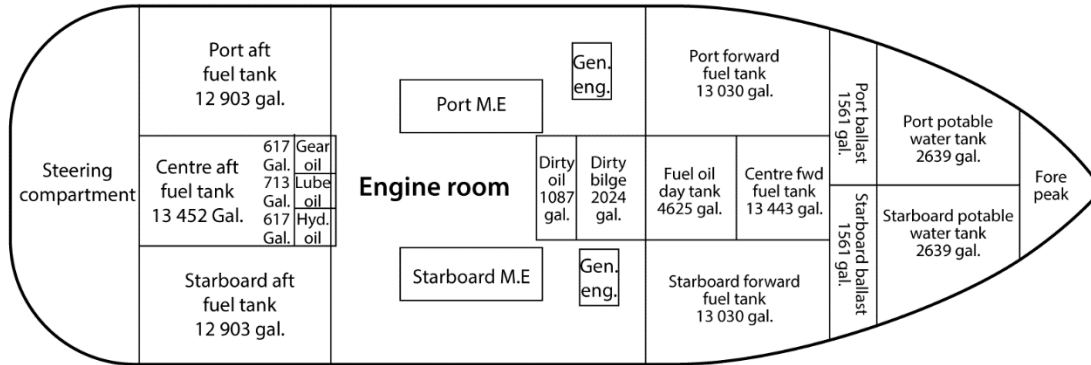 Port aft
fuel tank
12 903 gal.
Steering
compartment
Centre aft
fuel tank
13 452 Gal.
617
Gal.
Gear
oil
713
Gal.
Lube
oil
617
Gal.
Hyd.
oil
Starboard aft
fuel tank
12 903 gal.
Port M.E
Gen.
eng.
Engine room
Dirty
oil
1087
gal.
Dirty
bilge
2024
gal.
Starboard M.E
Gen.
eng.
Port forward
fuel tank
13 030 gal.
Fuel oil
day tank
4625 gal.
Centre fwd
fuel tank
13 443 gal.
Starboard forward
fuel tank
13 030 gal.
Port ballast
1561 gal.
Starboard ballast
1561 gal.
Port potable
water tank
2639 gal.
Starboard potable
water tank
2639 gal.
Fore
peak